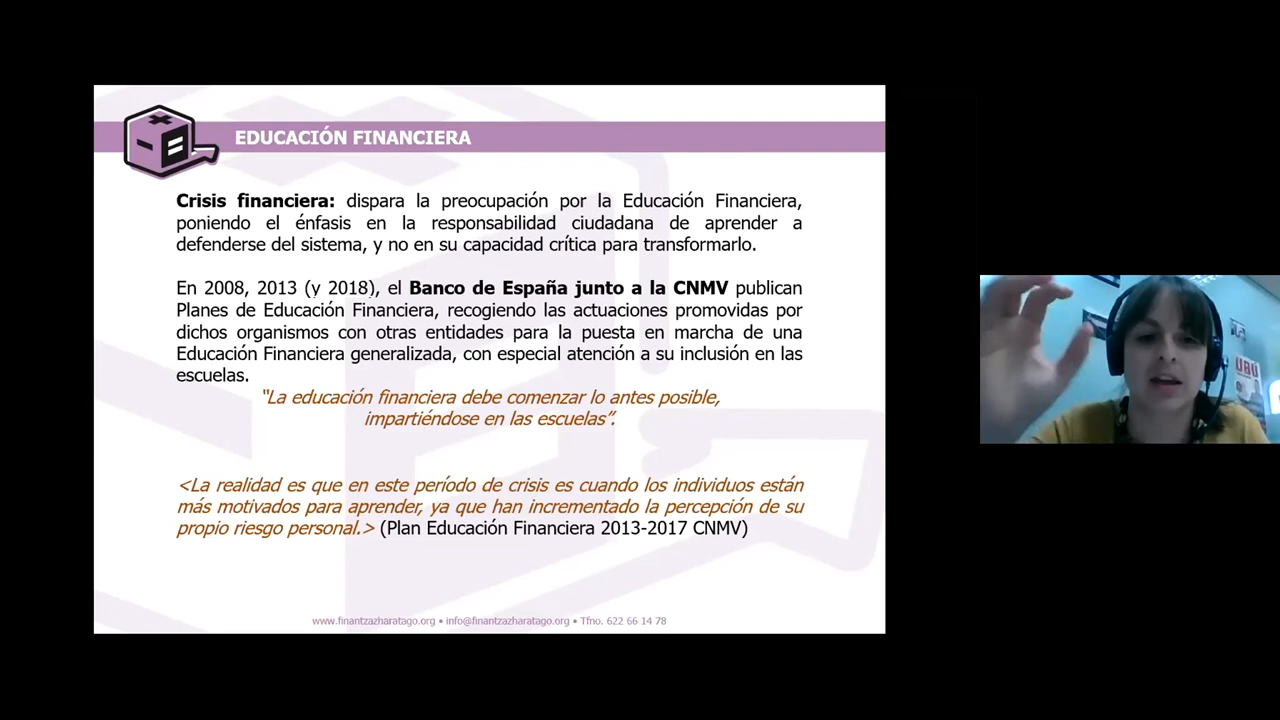 EDUCACIÓN FINANCIERA
Crisis financiera: dispara la preocupación por la Educación Financiera,
poniendo el énfasis en la responsabilidad ciudadana de aprender a
defenderse del sistema, y no en su capacidad crítica para transformarlo.
En 2008, 2013 (y 2018), el Banco de España junto a la CNMV publican
Planes de Educación Financiera, recogiendo las actuaciones promovidas por
dichos organismos con otras entidades para la puesta en marcha de una
Educación Financiera generalizada, con especial atención a su inclusión en las
escuelas.
“La educación financiera debe comenzar lo antes posible,
impartiéndose en las escuelas”.
<La realidad es que en este período de crisis es cuando los individuos están
más motivados para aprender, ya que han incrementado la percepción de su
propio riesgo personal.> (Plan Educación Financiera 2013-2017 CNMV)
www.finantzazharatago.org • info@finantzazharatago.org • Tfno. 622 66 14 78
UBU